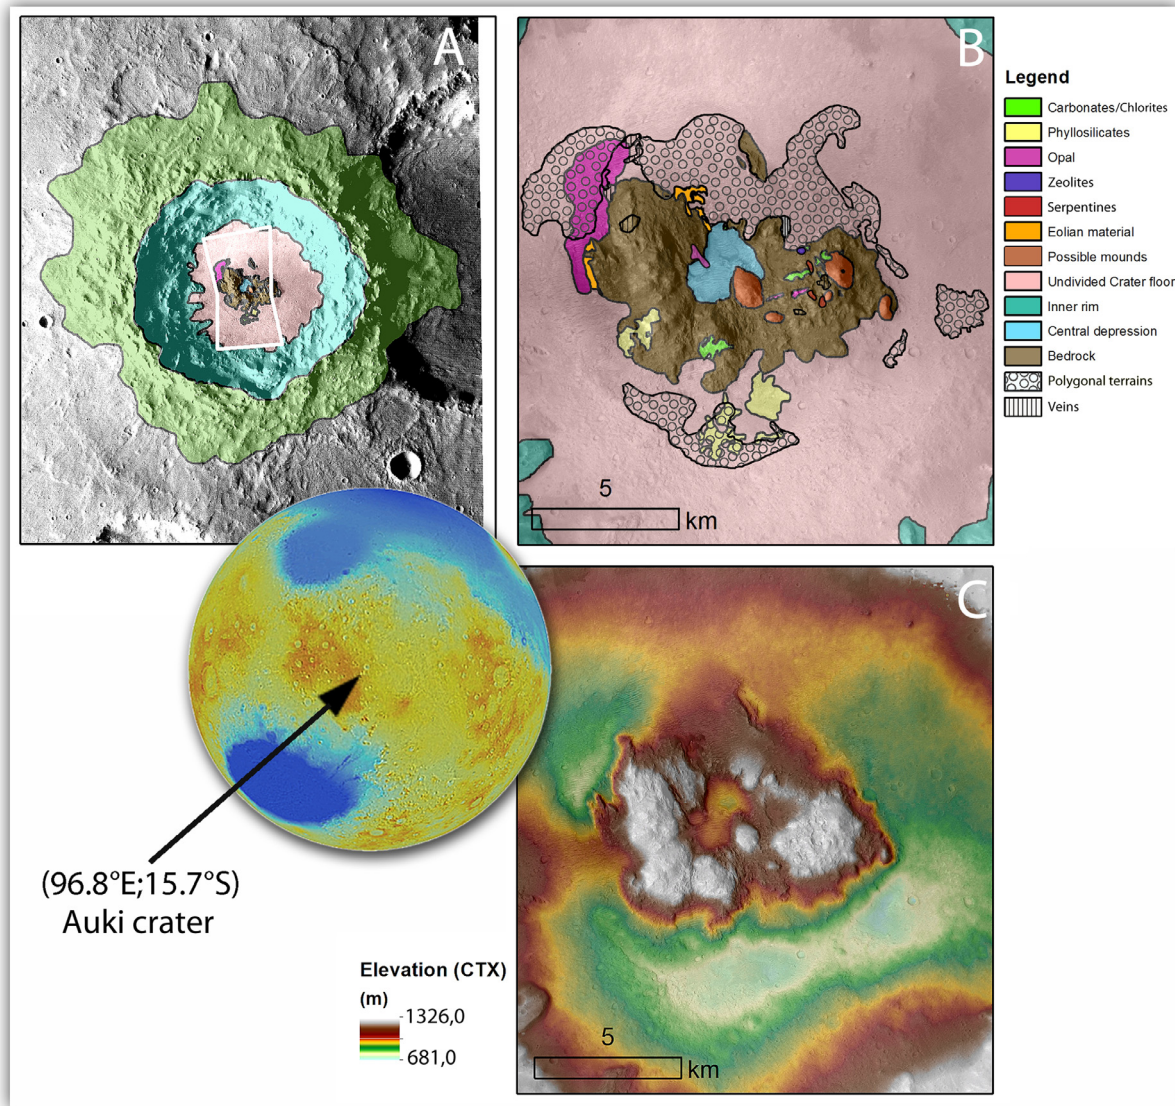 A
B
Legend
Carbonates/Chlorites
Phyllosilicates
Opal
Zeolites
Serpentines
Eolian material
Possible mounds
Undivided Crater floor
Inner rim
Central depression
Bedrock
Polygonal terrains
Veins
5
km
C
(96.8°E;15.7°S)
Auki crater
Elevation (CTX)
(m)
1326,0
681,0
5
km